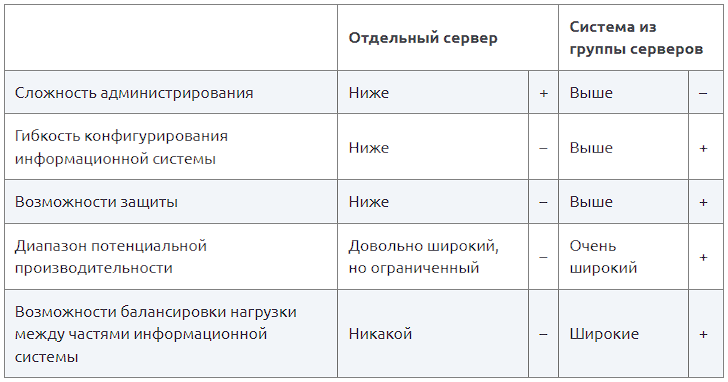 Отдельный сервер
Система из
группы серверов
Сложность администрирования
Ниже
+
Выше
–
Гибкость конфигурирования
информационной системы
Ниже
–
Выше
+
Возможности защиты
Ниже
–
Выше
+
Диапазон потенциальной
производительности
Довольно широкий,
но ограниченный
–
Очень
широкий
+
Возможности балансировки нагрузки
между частями информационной
системы
Никакой
–
Широкие
+